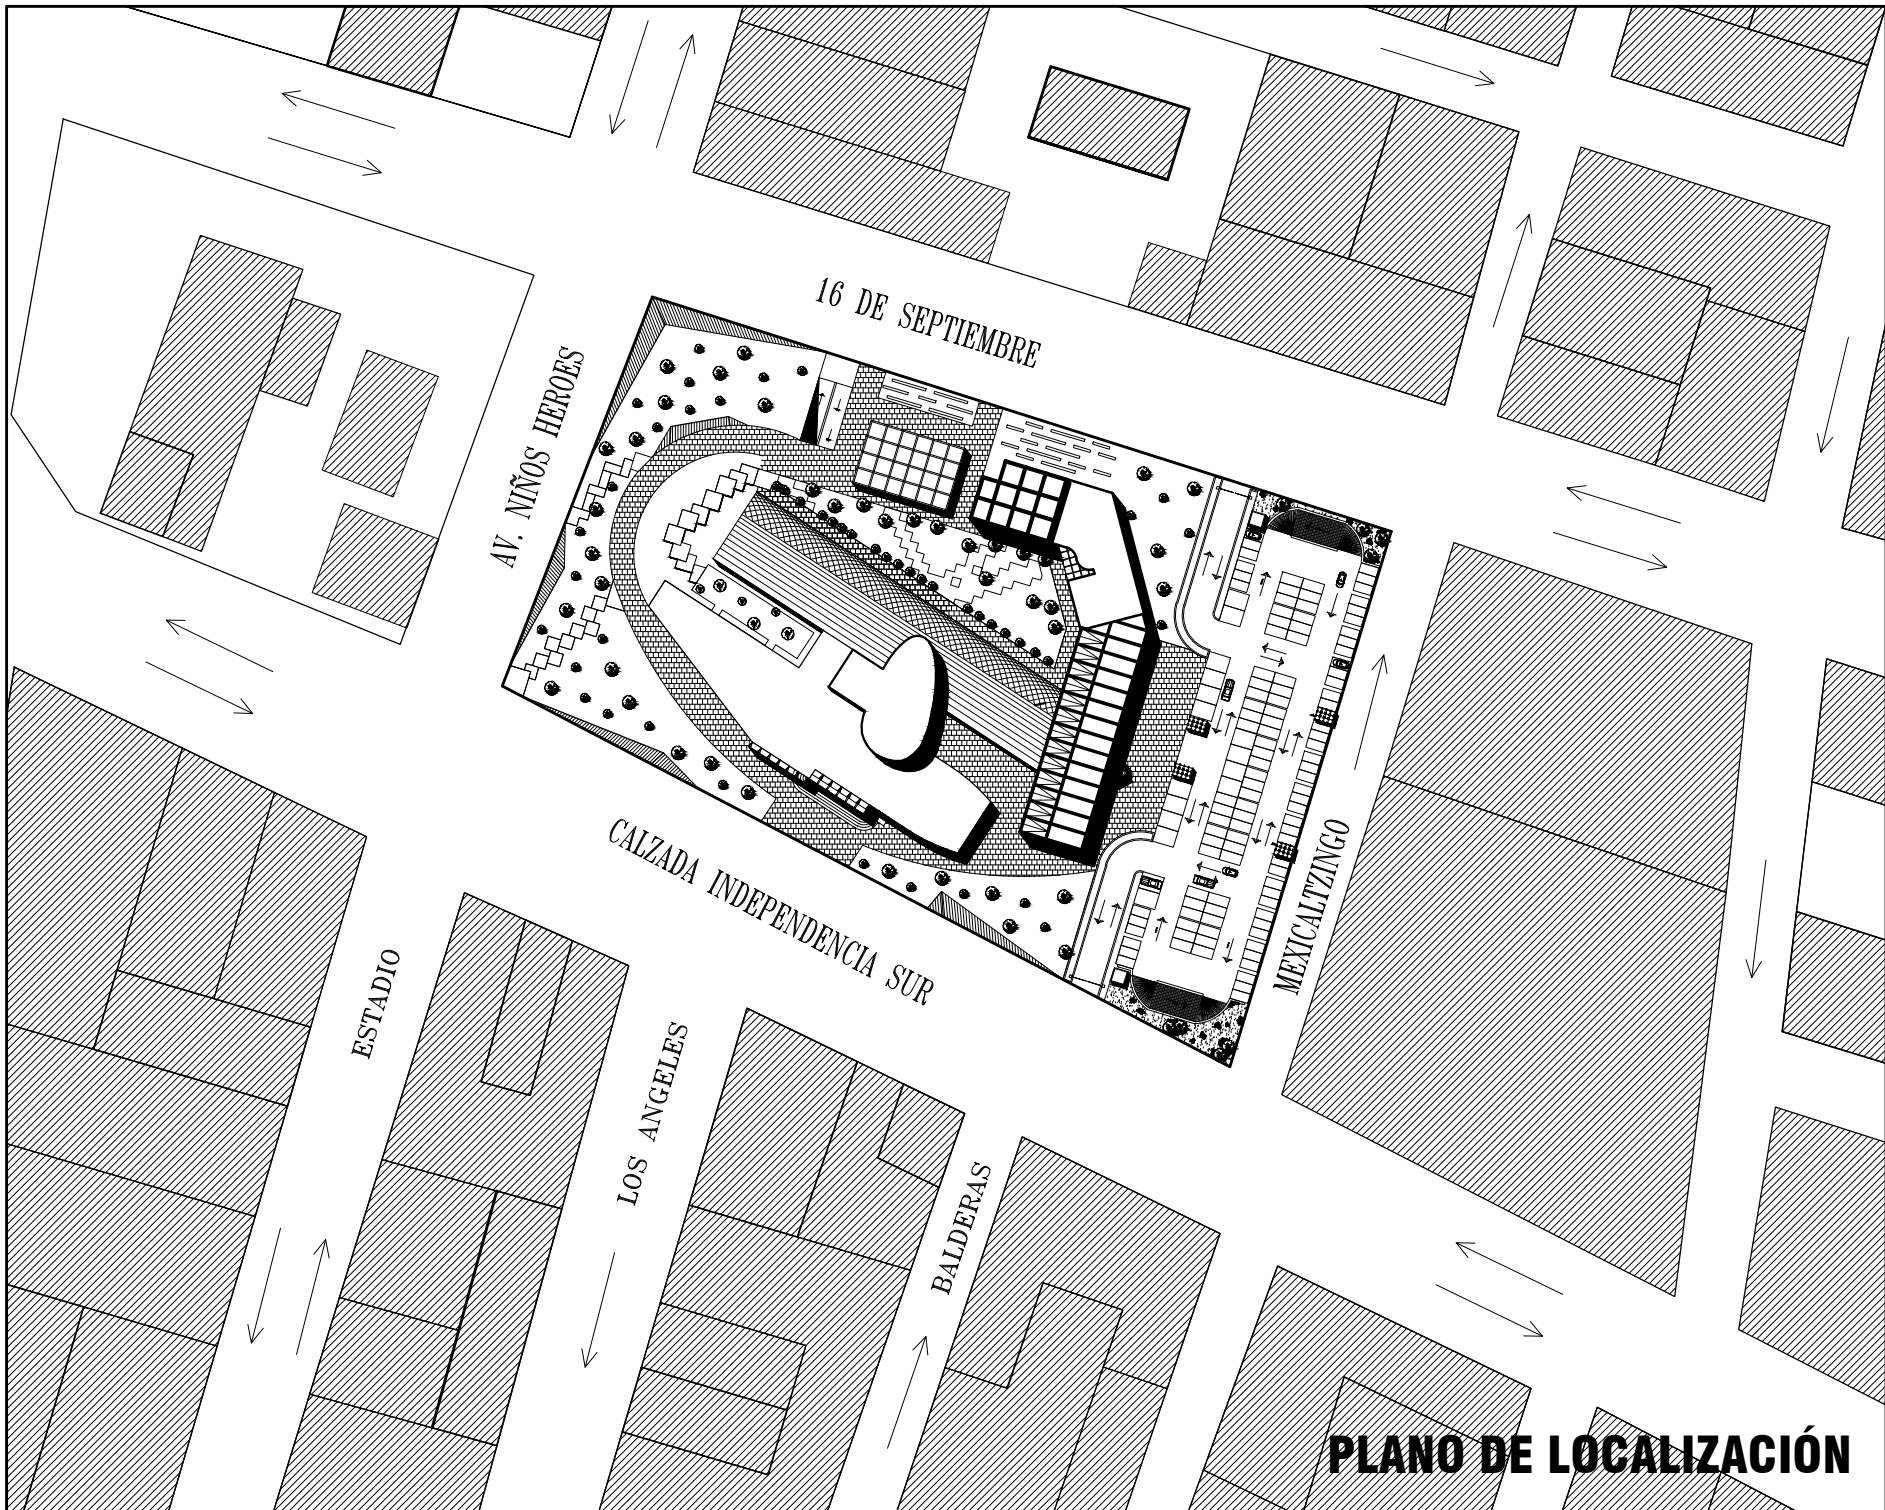 16 DE SEPTIEMBRE
AV. NIÑOS HEROES
CALZADA INDEPENDENCIA SUR
MEXICALTZINGO
ESTADIO
LOS ANGELES
BALDERAS
PLANO DE LOCALIZACIÓN